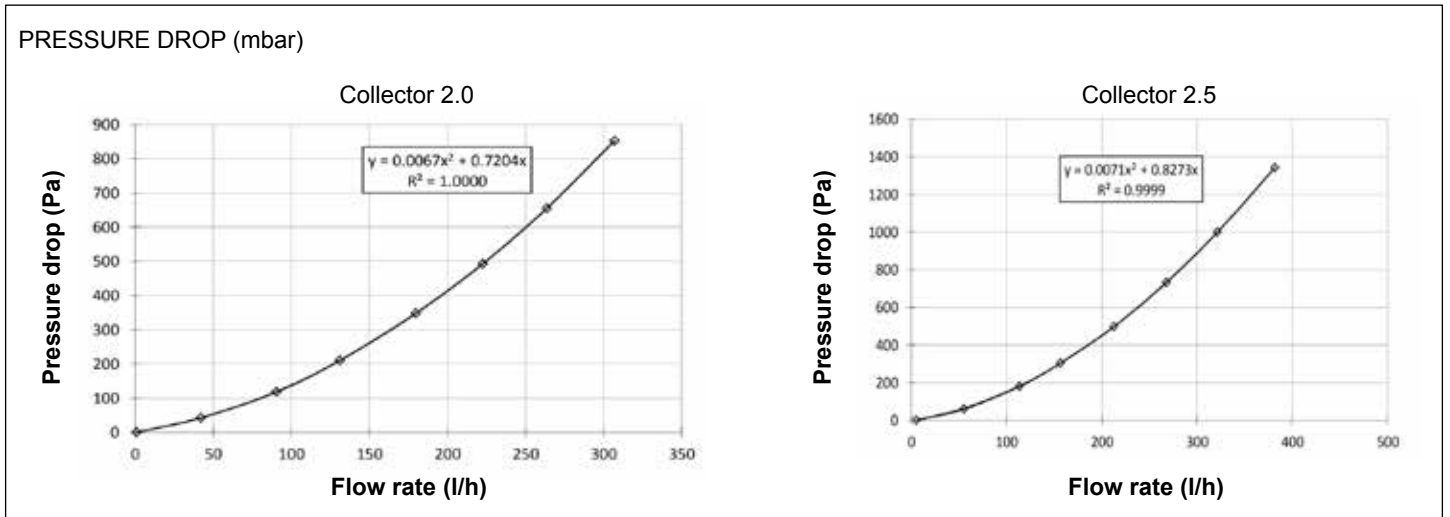 PRESSURE DROP (mbar)
Collector 2.0
900
800
700
600
500
400
300
200
100
0
0 50 100 150 200 250 300 350
y = 0.0067x² + 0.7204x
R² = 1.0000
Pressure drop (Pa)
Flow rate (l/h)
Collector 2.5
1600
1400
1200
1000
800
600
400
200
0
0 100 200 300 400 500
y = 0.0071x² + 0.8273x
R² = 0.9999
Pressure drop (Pa)
Flow rate (l/h)